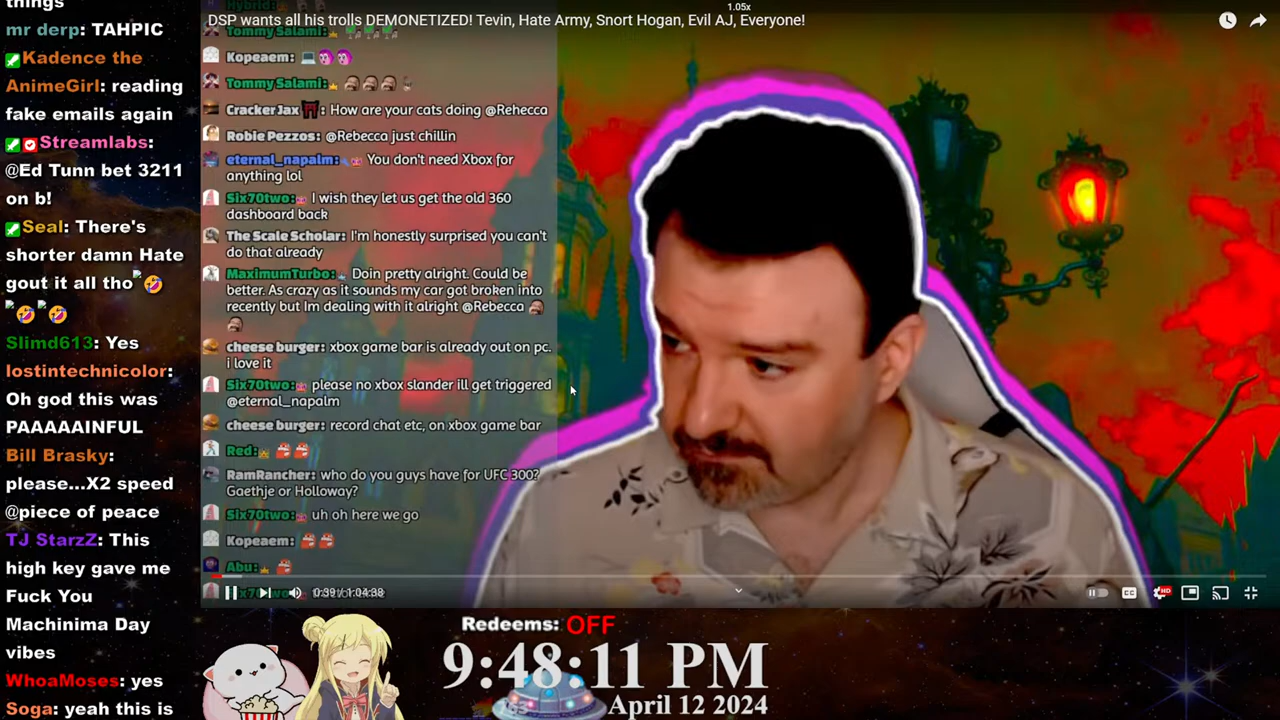 things
mr derp: TAHPIC
Kadence the
AnimeGirl: reading
fake emails again
Streamlabs:
@Ed Tunn bet 3211
on b!
Seal: There's
shorter damn Hate
gout it all tho
Slimd613: Yes
lostintechnicolor:
Oh god this was
PAAAAAINFUL
Bill Brasky:
please...X2 speed
@piece of peace
TJ StarzZ: This
high key gave me
Fuck You
Machinima Day
vibes
WhoaMoses: yes
Soga: yeah this is
1.05x
DSP wants all his trolls DEMONETIZED! Tevin, Hate Army, Snort Hogan, Evil AJ, Everyone!
Hybrid:
Tommy Salami:
Kopeaem:
Tommy Salami:
CrackerJax: How are your cats doing @Rehecca
Robie Pezzos: @Rebecca just chillin
eternal_napalm: You don't need Xbox for
anything lol
Six70two: I wish they let us get the old 360
dashboard back
The Scale Scholar: I'm honestly surprised you can't
do that already
MaximumTurbo: Doin pretty alright. Could be
better. As crazy as it sounds my car got broken into
recently but Im dealing with it alright @Rebecca
cheese burger: xbox game bar is already out on pc.
i love it
Six70two: please no xbox slander ill get triggered
@eternal_napalm
cheese burger: record chat etc, on xbox game bar
Red:
RamRancher: who do you guys have for UFC 300?
Gaethje or Holloway?
Six70two: uh oh here we go
Kopeaem:
Abu:
0:39 / 1:04:38
CC
HD
Redeems: OFF
9:48:11 PM
April 12 2024